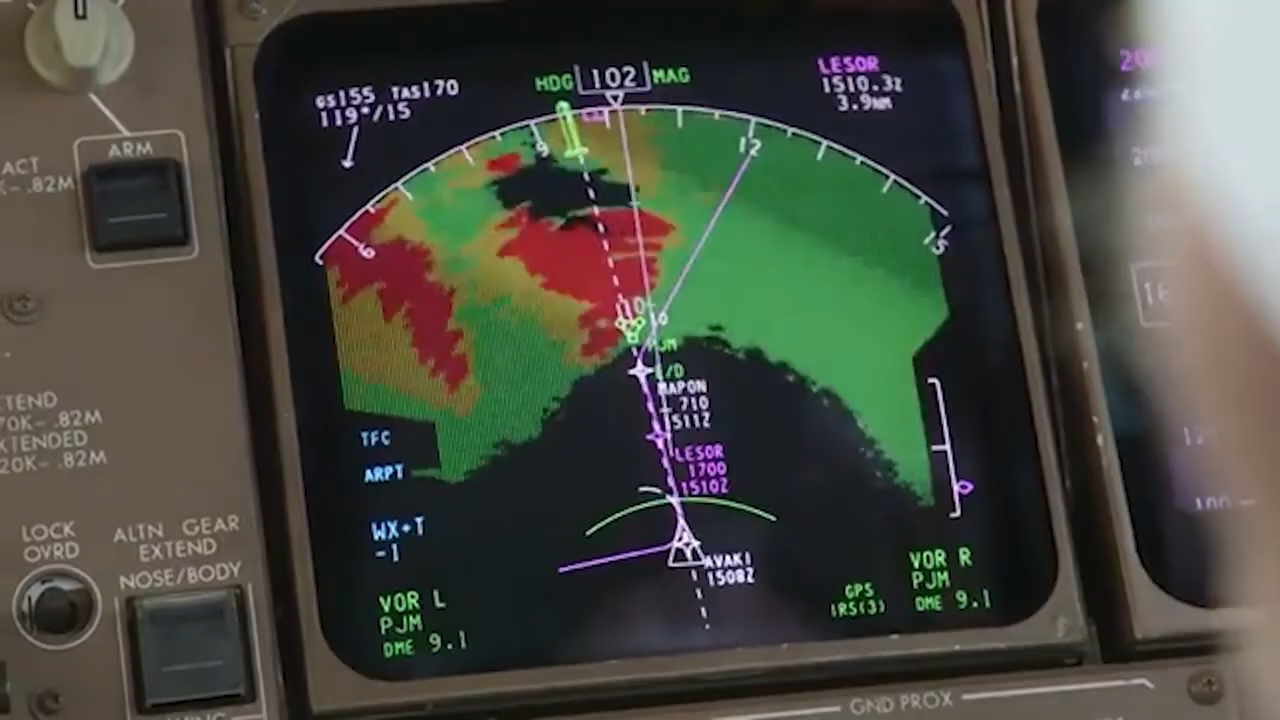 GS155 TAS170
119°/15
HDG 102 MAG
LESOR
1510.3Z
3.9NM
ARM
ACT
K- .82M
9
12
6
15
10
MAPON
710
1511Z
LESOR
1700
1510Z
AVAKI
1508Z
TFC
ARPT
WX+T
-1
VOR L
PJM
DME 9.1
GPS
IRS(3)
VOR R
PJM
DME 9.1
TEND
70K- .82M
XTENDED
20K- .82M
LOCK
OVRD
ALTN GEAR
EXTEND
NOSE/BODY
GND PROX